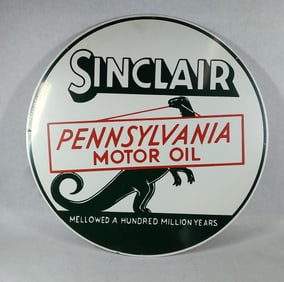 SINCLAIR
PENNSYLVANIA
MOTOR OIL
MELLOWED A HUNDRED MILLION YEARS